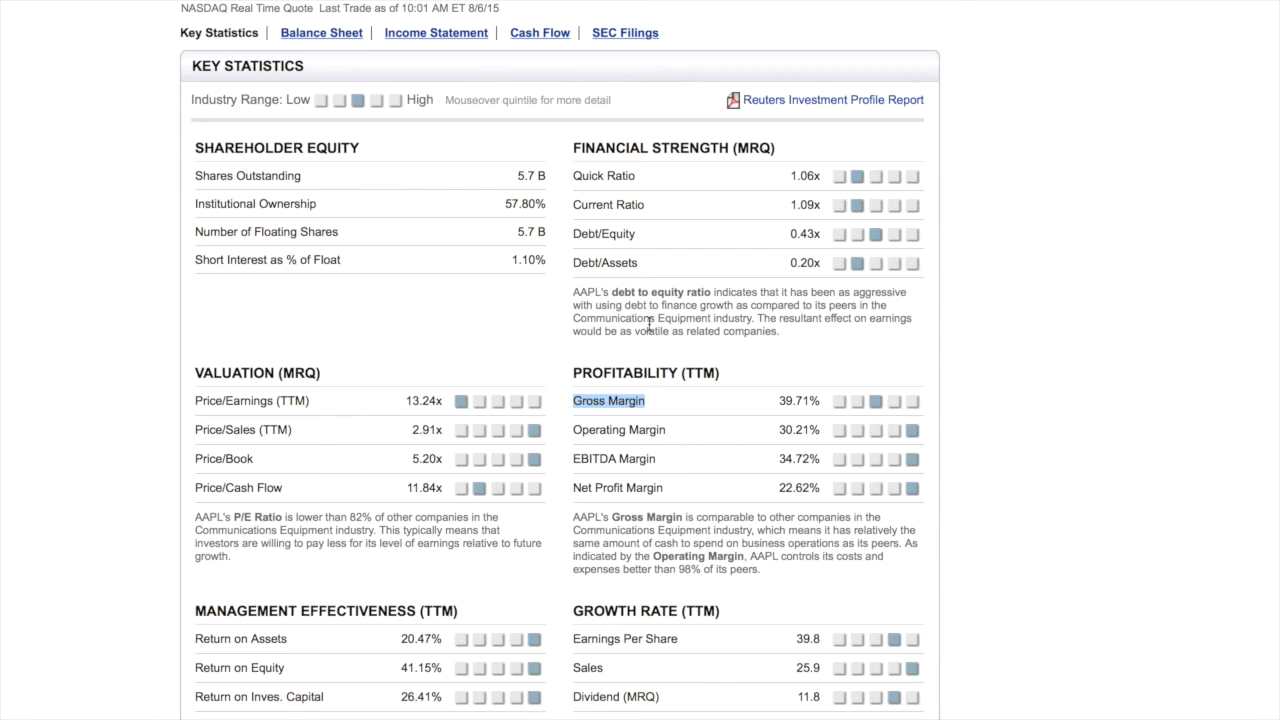 NASDAQ Real Time Quote Last Trade as of 10:01 AM ET 8/6/15
Key Statistics | Balance Sheet | Income Statement | Cash Flow | SEC Filings
KEY STATISTICS
Industry Range: Low High Mouseover quintile for more detail Reuters Investment Profile Report
SHAREHOLDER EQUITY
Shares Outstanding 5.7 B
Institutional Ownership 57.80%
Number of Floating Shares 5.7 B
Short Interest as % of Float 1.10%
FINANCIAL STRENGTH (MRQ)
Quick Ratio 1.06x
Current Ratio 1.09x
Debt/Equity 0.43x
Debt/Assets 0.20x
AAPL's debt to equity ratio indicates that it has been as aggressive
with using debt to finance growth as compared to its peers in the
Communications Equipment industry. The resultant effect on earnings
would be as volatile as related companies.
VALUATION (MRQ)
Price/Earnings (TTM) 13.24x
Price/Sales (TTM) 2.91x
Price/Book 5.20x
Price/Cash Flow 11.84x
AAPL's P/E Ratio is lower than 82% of other companies in the
Communications Equipment industry. This typically means that
investors are willing to pay less for its level of earnings relative to future
growth.
PROFITABILITY (TTM)
Gross Margin 39.71%
Operating Margin 30.21%
EBITDA Margin 34.72%
Net Profit Margin 22.62%
AAPL's Gross Margin is comparable to other companies in the
Communications Equipment industry, which means it has relatively the
same amount of cash to spend on business operations as its peers. As
indicated by the Operating Margin, AAPL controls its costs and
expenses better than 98% of its peers.
MANAGEMENT EFFECTIVENESS (TTM)
Return on Assets 20.47%
Return on Equity 41.15%
Return on Inves. Capital 26.41%
GROWTH RATE (TTM)
Earnings Per Share 39.8
Sales 25.9
Dividend (MRQ) 11.8